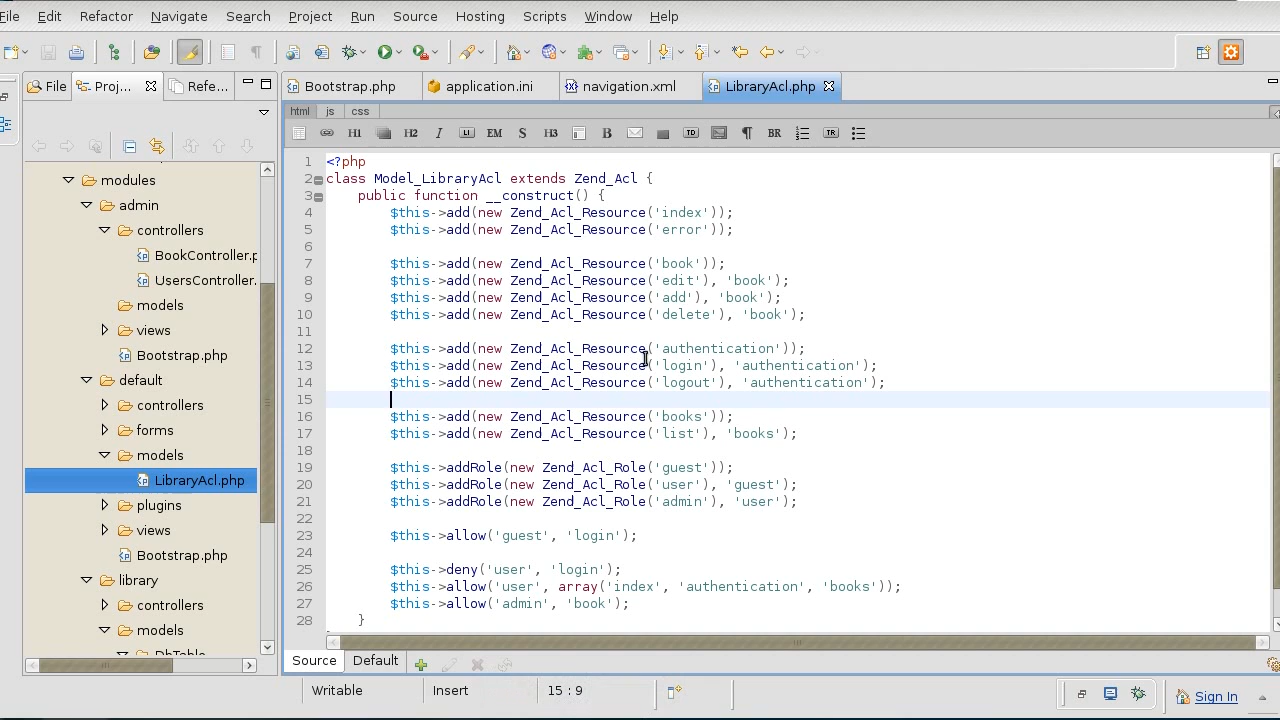 File Edit Refactor Navigate Search Project Run Source Hosting Scripts Window Help
File Proj... Refe...
Bootstrap.php application.ini navigation.xml LibraryAcl.php
html js css
H1 H2 I LI EM S H3 B TD ¶ BR TR
modules
admin
controllers
BookController.p
UsersController.
models
views
Bootstrap.php
default
controllers
forms
models
LibraryAcl.php
plugins
views
Bootstrap.php
library
controllers
models
DbTable
1 <?php
2 class Model_LibraryAcl extends Zend_Acl {
3 public function __construct() {
4 $this->add(new Zend_Acl_Resource('index'));
5 $this->add(new Zend_Acl_Resource('error'));
6
7 $this->add(new Zend_Acl_Resource('book'));
8 $this->add(new Zend_Acl_Resource('edit'), 'book');
9 $this->add(new Zend_Acl_Resource('add'), 'book');
10 $this->add(new Zend_Acl_Resource('delete'), 'book');
11
12 $this->add(new Zend_Acl_Resource('authentication'));
13 $this->add(new Zend_Acl_Resource('login'), 'authentication');
14 $this->add(new Zend_Acl_Resource('logout'), 'authentication');
15
16 $this->add(new Zend_Acl_Resource('books'));
17 $this->add(new Zend_Acl_Resource('list'), 'books');
18
19 $this->addRole(new Zend_Acl_Role('guest'));
20 $this->addRole(new Zend_Acl_Role('user'), 'guest');
21 $this->addRole(new Zend_Acl_Role('admin'), 'user');
22
23 $this->allow('guest', 'login');
24
25 $this->deny('user', 'login');
26 $this->allow('user', array('index', 'authentication', 'books'));
27 $this->allow('admin', 'book');
28 }
Source Default
Writable Insert 15 : 9 Sign In